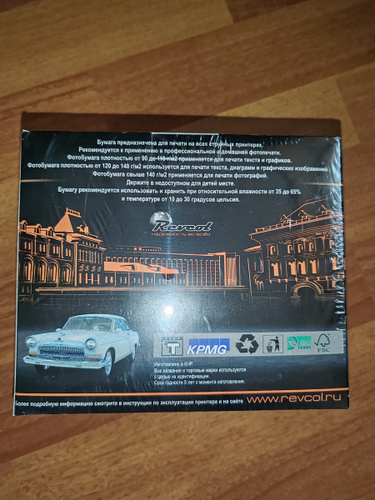 Бумага предназначена для печати на всех струйных принтерах.
Рекомендуется к применению в профессиональной и домашней фотопечати.
Фотобумага плотностью от 90 до 110 г/м2 применяется для печати текста и графиков.
Фотобумага плотностью от 120 до 140 г/м2 используется для печати текста, диаграмм и графических изображений.
Фотобумага свыше 140 г/м2 применяется для печати фотографий.
Держите в недоступном для детей месте.
Бумагу рекомендуется использовать и хранить при относительной влажности от 35 до 65%
и температуре от 10 до 30 градусов цельсия.
Revcol
Надежность во всем
KPMG
FSC
Изготовлено в КНР.
Все названия и торговые марки используются
с целью их идентификации.
Срок годности 5 лет с момента изготовления.
Более подробную информацию смотрите в инструкции по эксплуатации принтера и на сайте
www.revcol.ru